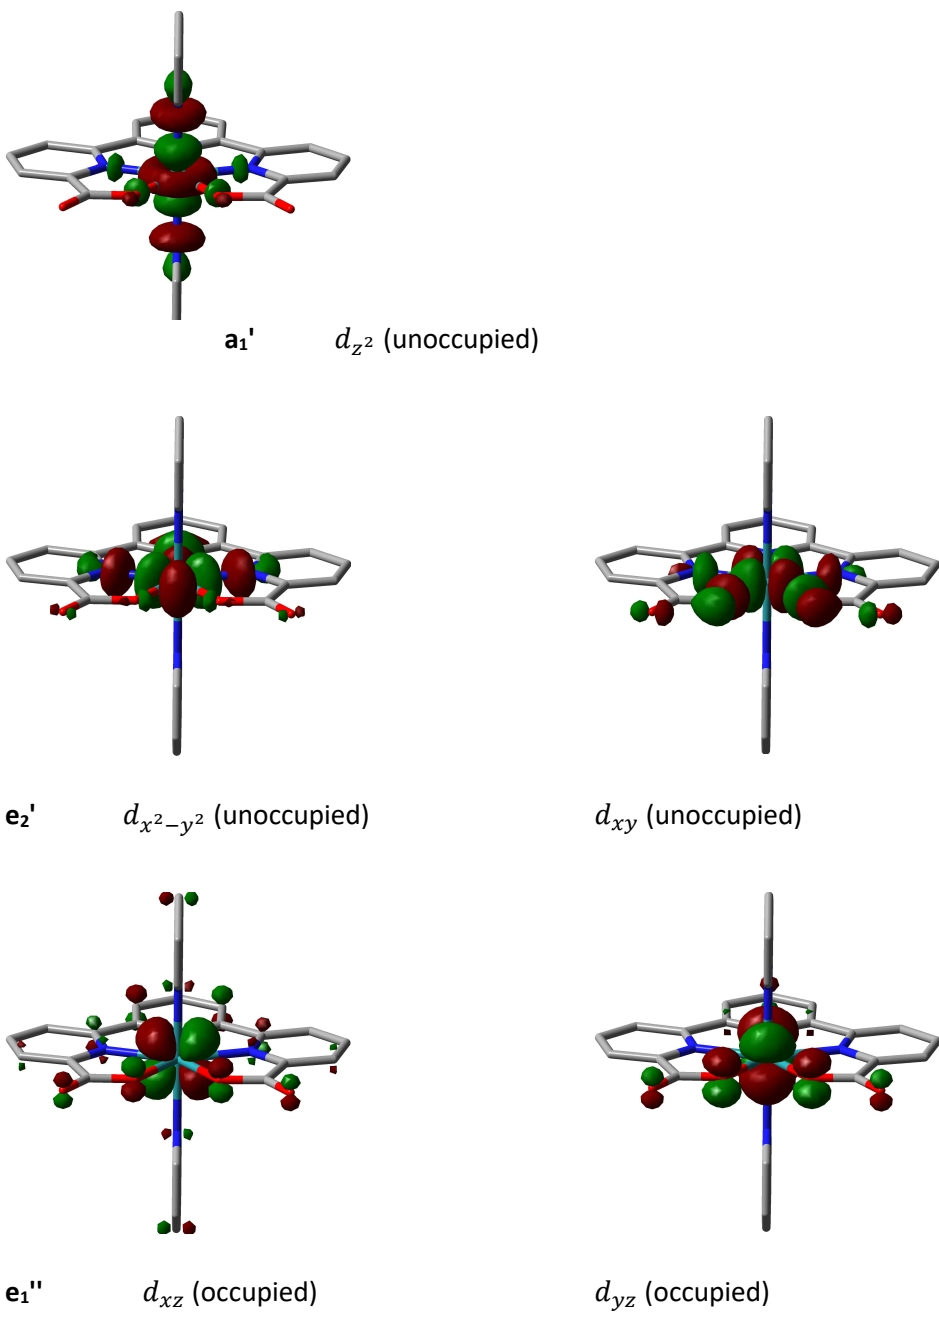 a₁' d_{z²} (unoccupied)
e₂' d_{x²−y²} (unoccupied) d_{xy} (unoccupied)
e₁'' d_{xz} (occupied) d_{yz} (occupied)